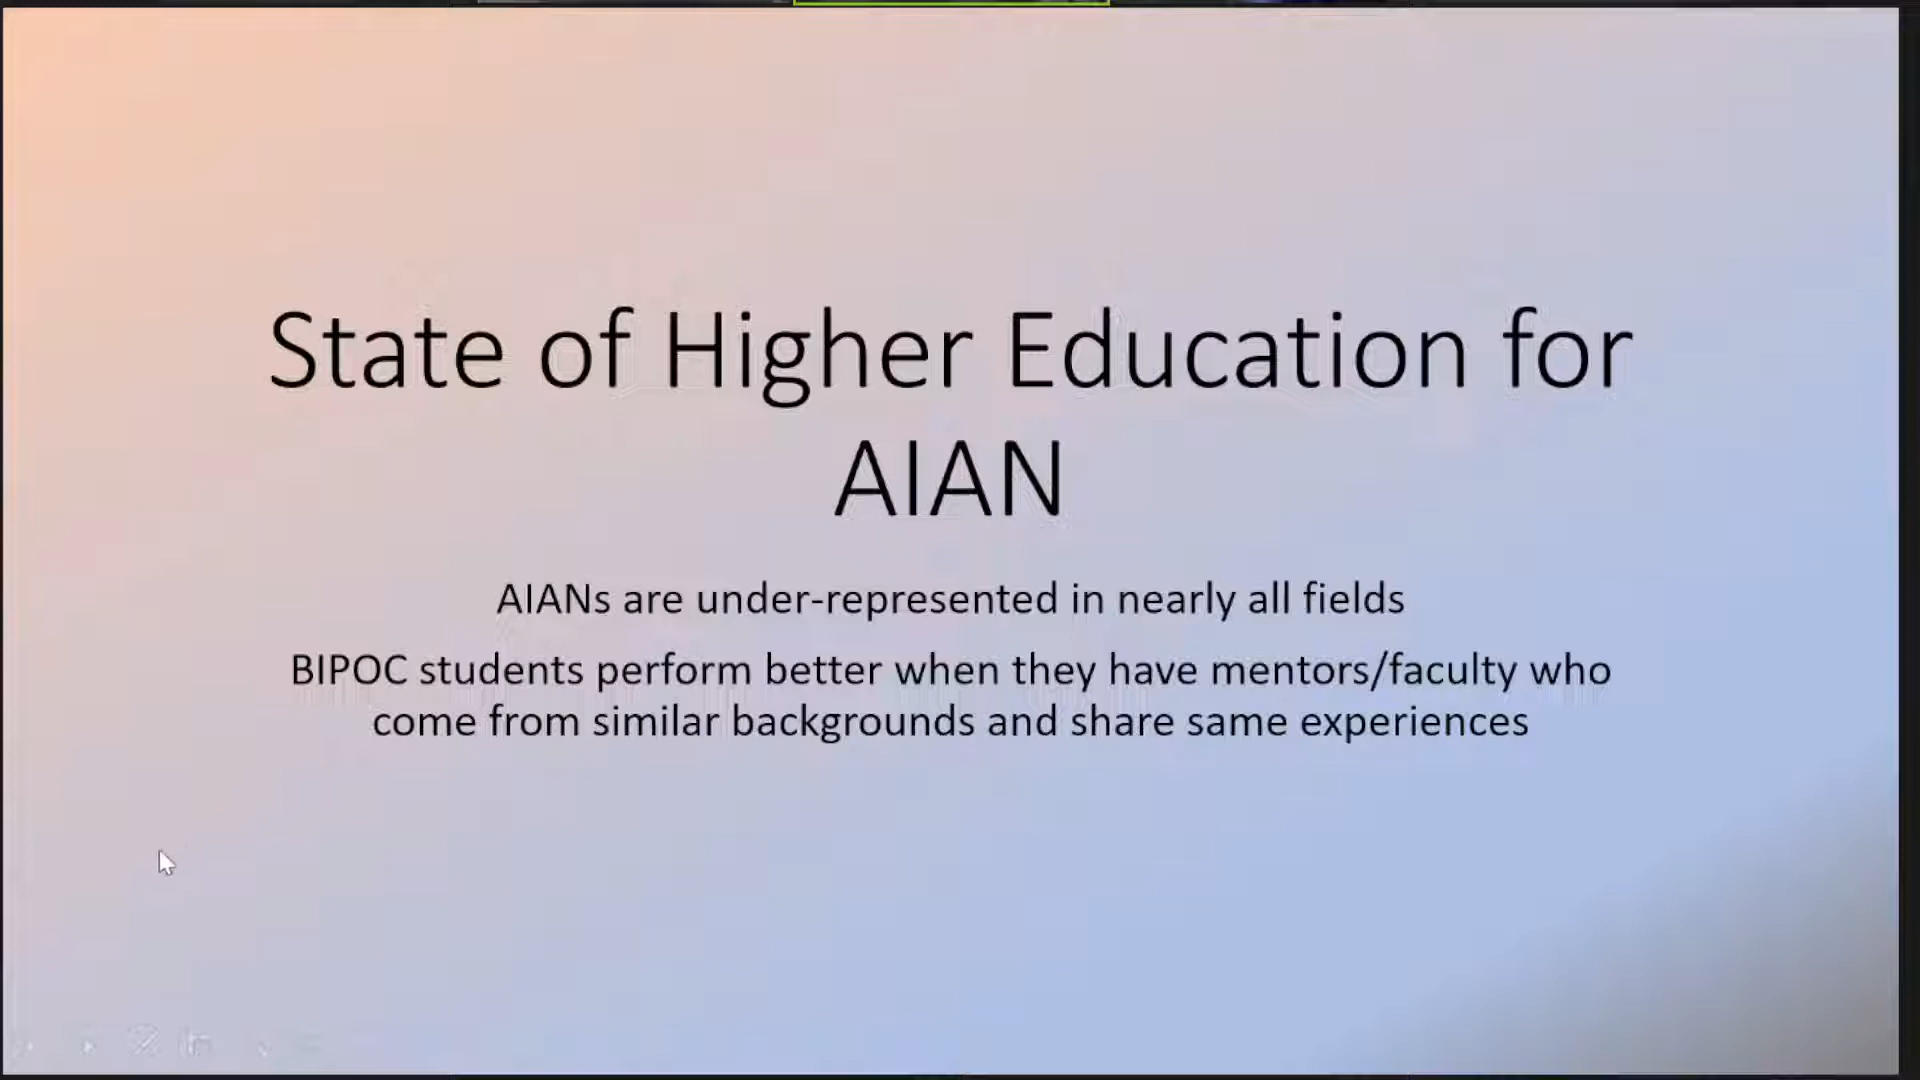 State of Higher Education for
AIAN
AIANs are under-represented in nearly all fields
BIPOC students perform better when they have mentors/faculty who
come from similar backgrounds and share same experiences